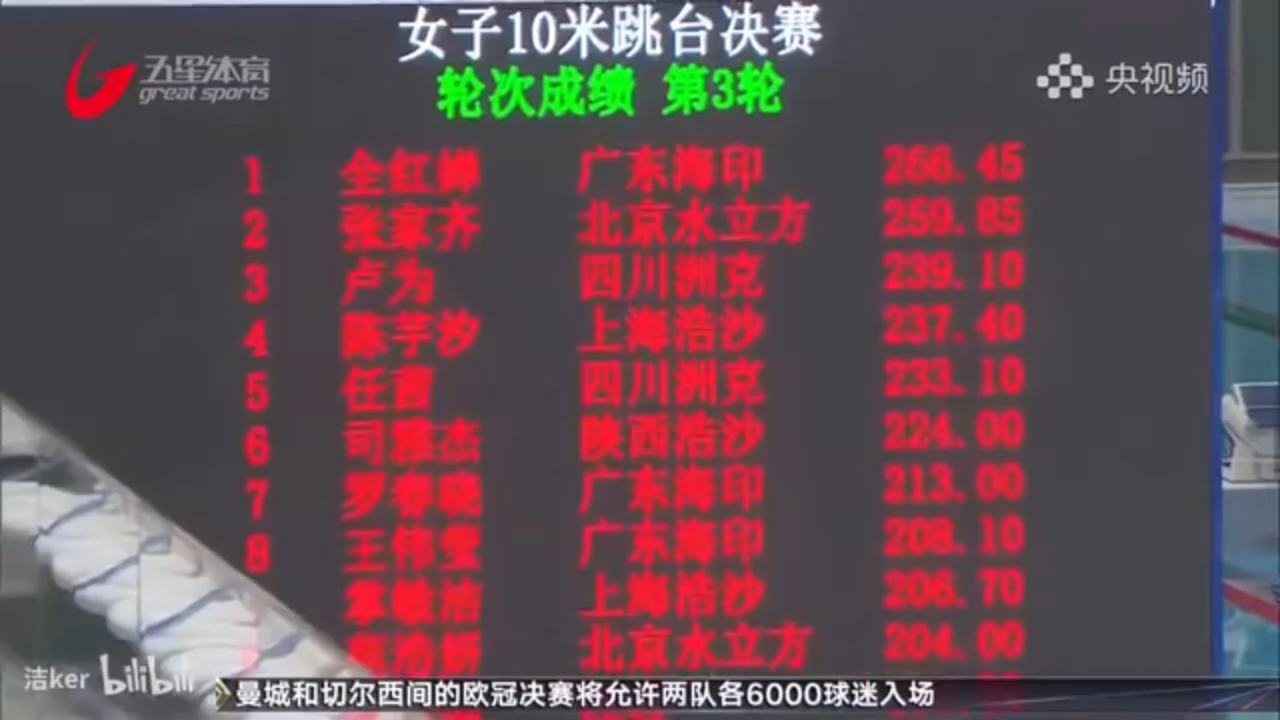 女子10米跳台决赛
五星体育
great sports
央视频
轮次成绩 第3轮
1 全红婵 广东海印 266.45
2 张家齐 北京水立方 259.85
3 卢为 四川洲克 239.10
4 陈芋汐 上海浩沙 237.40
5 任茜 四川洲克 233.10
6 司雅杰 陕西浩沙 224.00
7 罗春晓 广东海印 213.00
8 王伟莹 广东海印 208.10
掌敏洁 上海浩沙 206.70
北京水立方 204.00
洁ker bilibili
曼城和切尔西间的欧冠决赛将允许两队各6000球迷入场